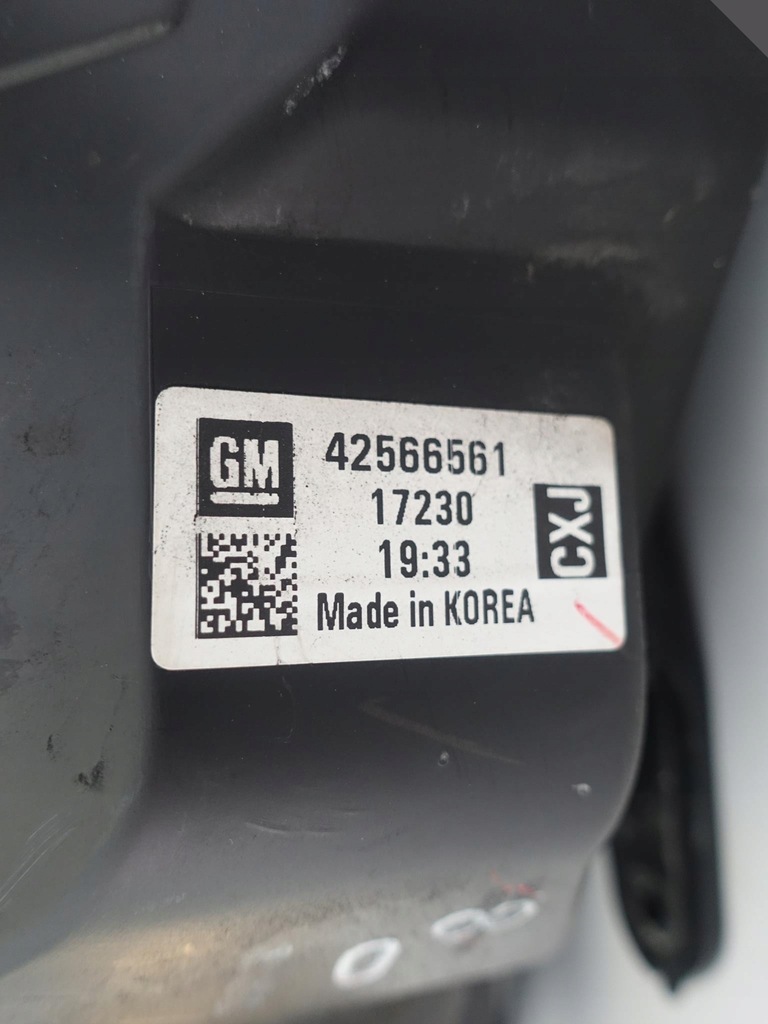 GM
42566561
17230
19:33
Made in KOREA
CXJ